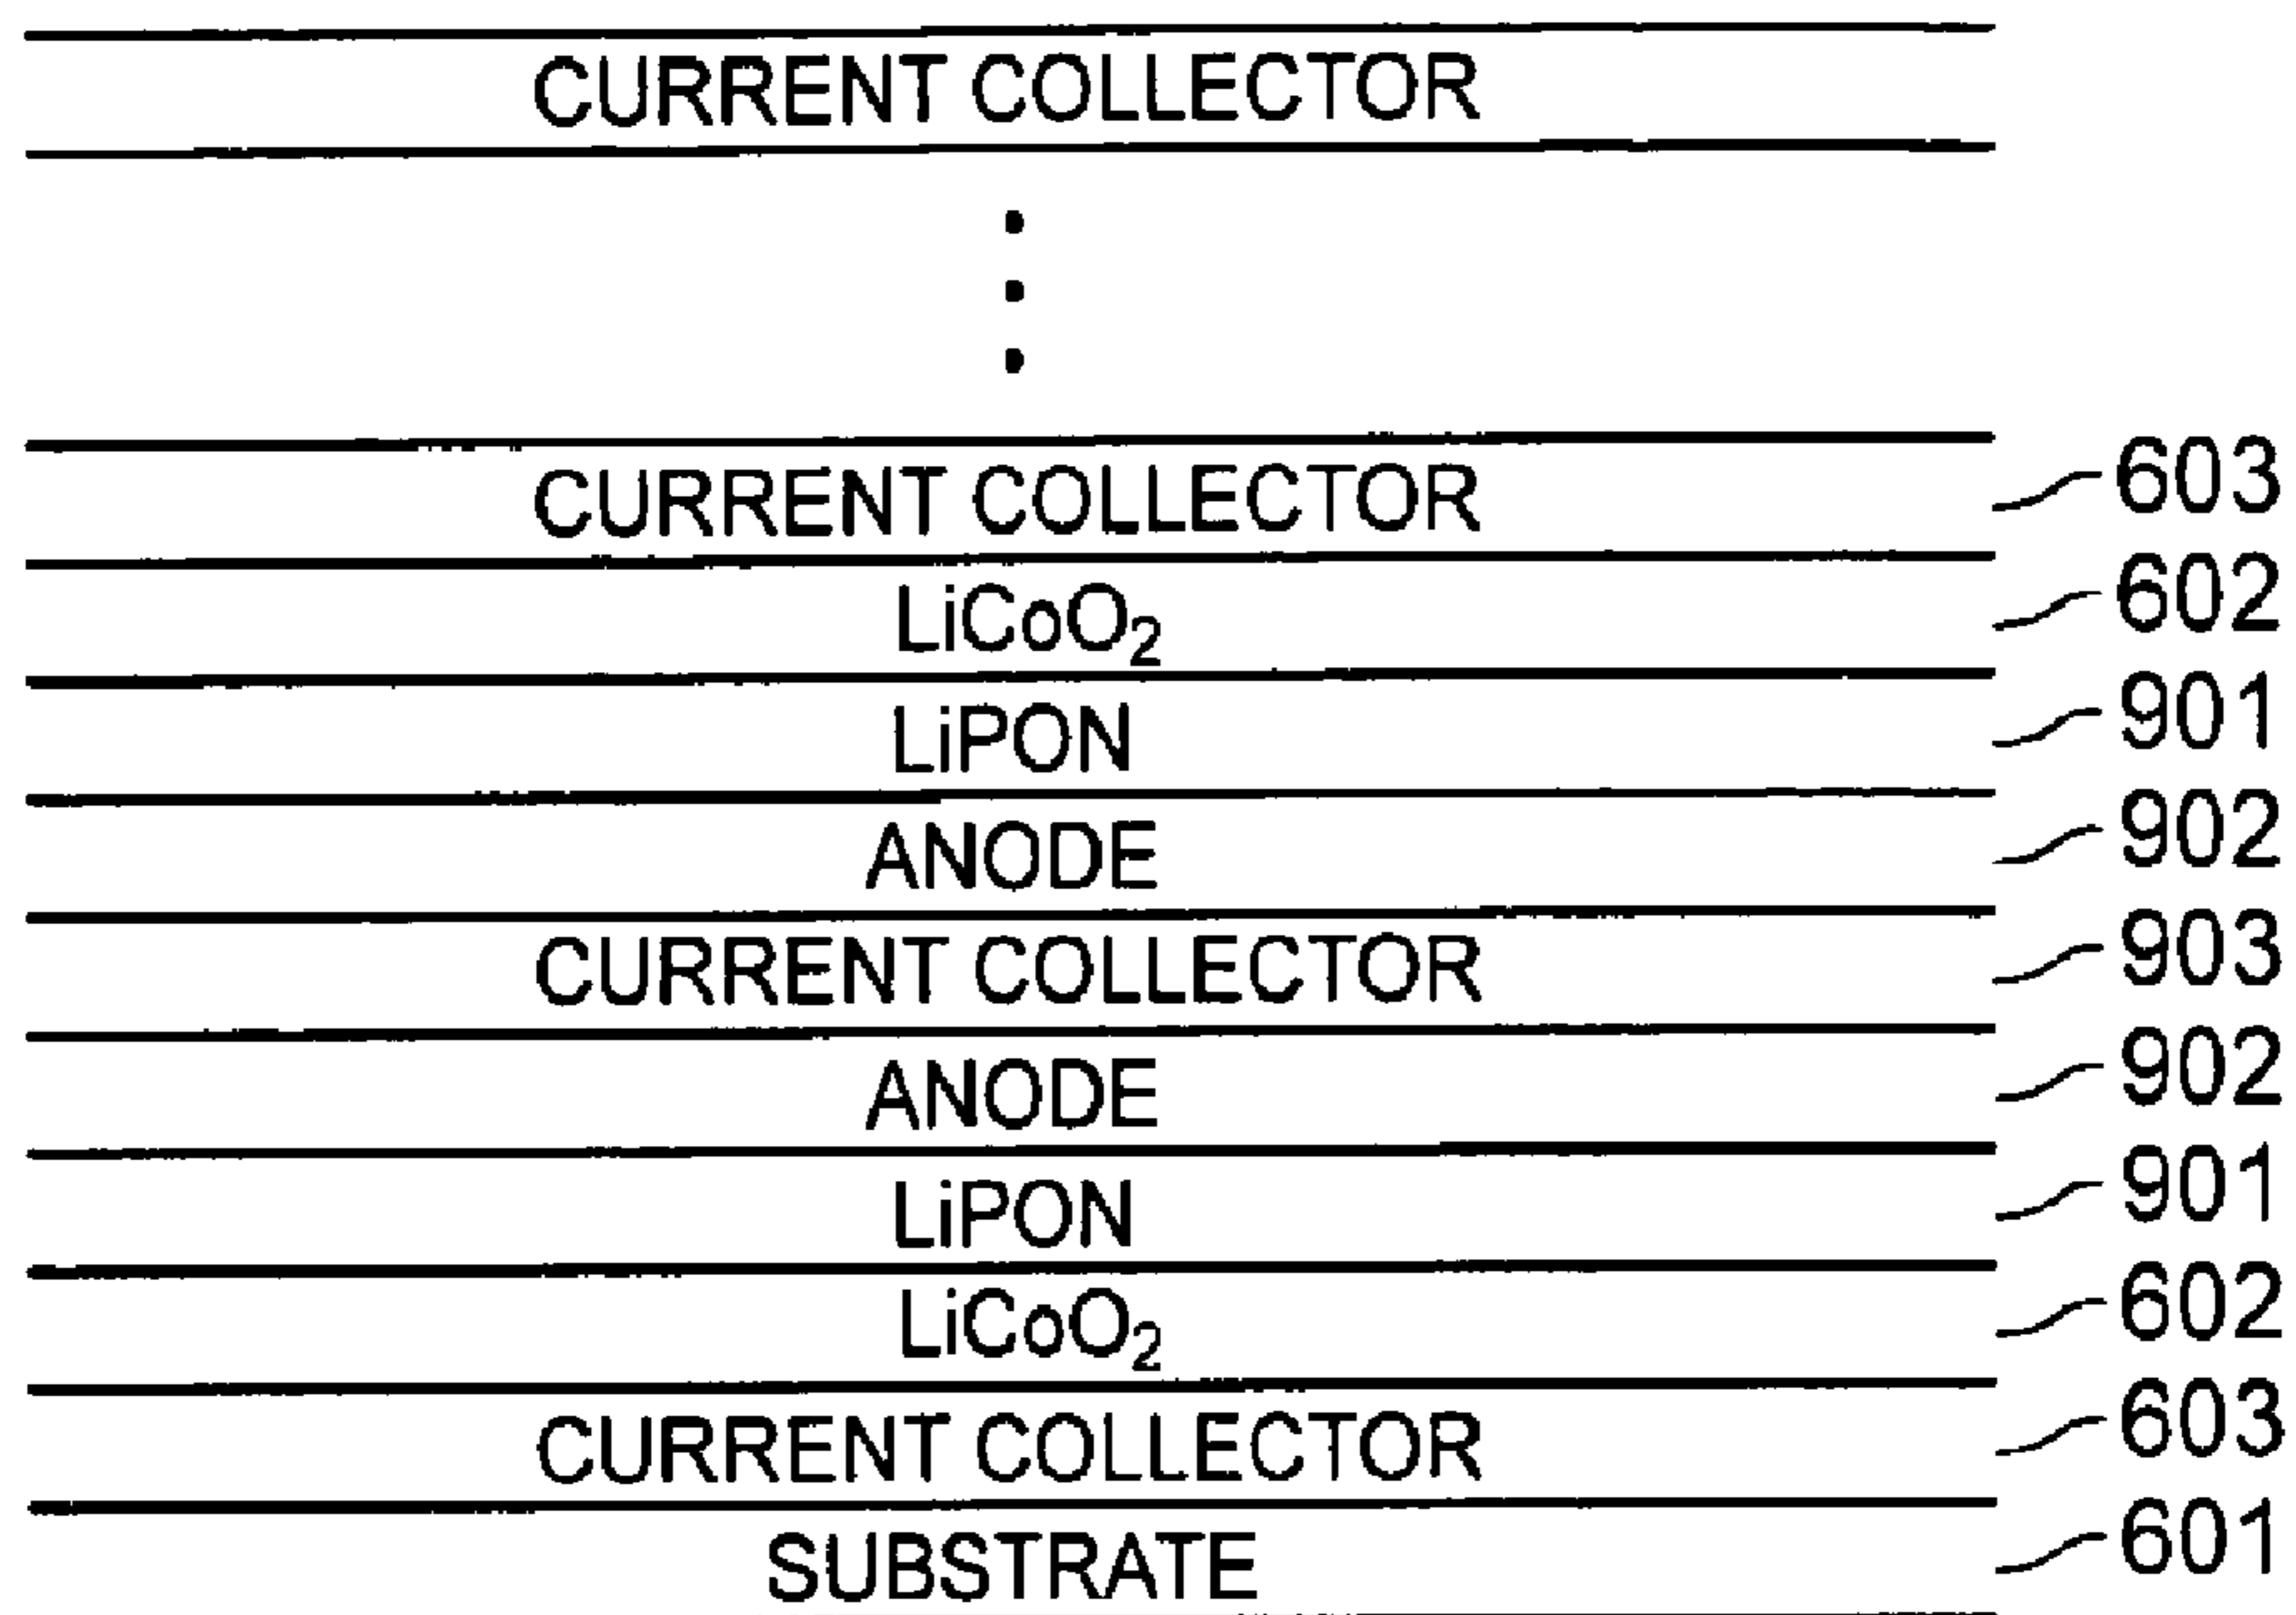 CURRENT COLLECTOR
CURRENT COLLECTOR 603
LiCoO₂ 602
LiPON 901
ANODE 902
CURRENT COLLECTOR 903
ANODE 902
LiPON 901
LiCoO₂ 602
CURRENT COLLECTOR 603
SUBSTRATE 601